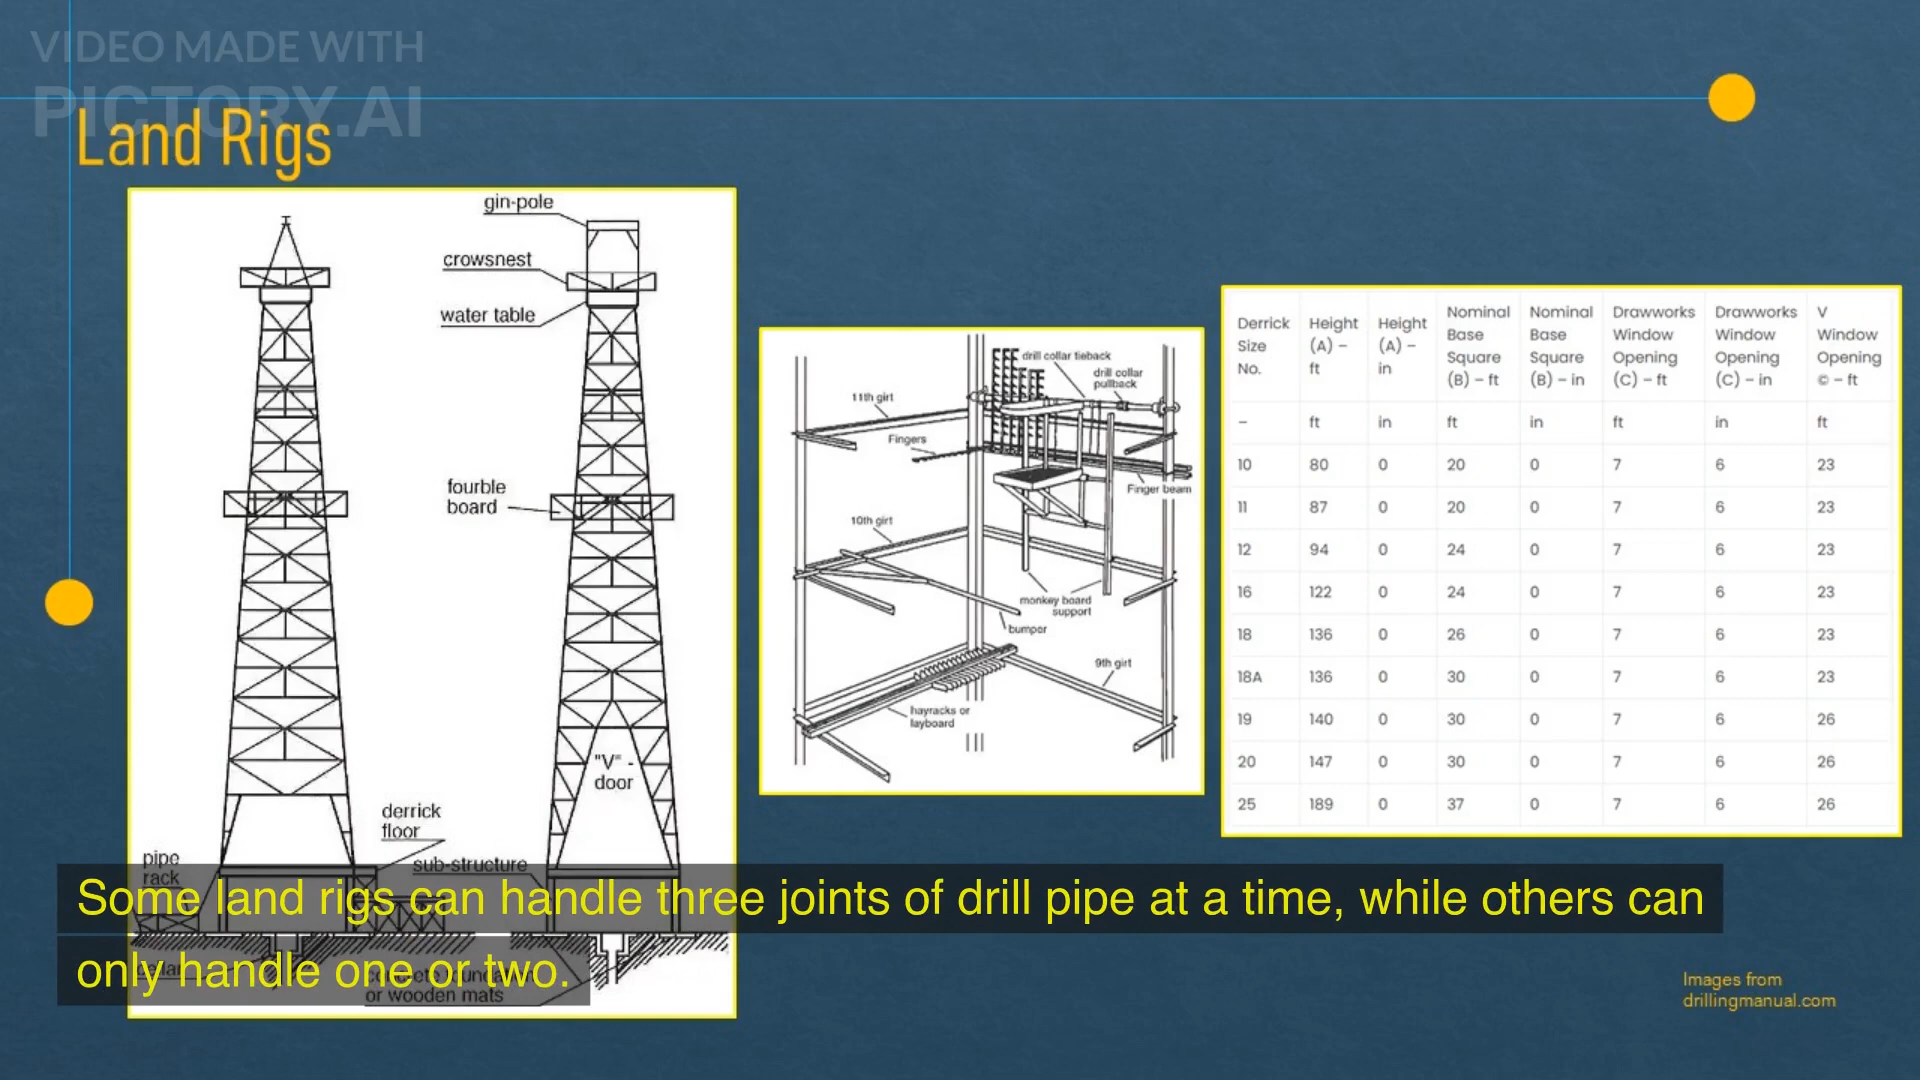 VIDEO MADE WITH
PICTORY.AI
Land Rigs
gin-pole
crowsnest
water table
fourble
board
"V" -
door
derrick
floor
pipe
rack
sub-structure
or wooden mats
drill collar tieback
drill collar
pullback
11th girt
Fingers
Finger beam
10th girt
monkey board
support
bumper
9th girt
hayracks or
layboard
Derrick Size No. Height (A) – ft Height (A) – in Nominal Base Square (B) – ft Nominal Base Square (B) – in Drawworks Window Opening (C) – ft Drawworks Window Opening (C) – in V Window Opening © – ft
– ft in ft in ft in ft
10 80 0 20 0 7 6 23
11 87 0 20 0 7 6 23
12 94 0 24 0 7 6 23
16 122 0 24 0 7 6 23
18 136 0 26 0 7 6 23
18A 136 0 30 0 7 6 23
19 140 0 30 0 7 6 26
20 147 0 30 0 7 6 26
25 189 0 37 0 7 6 26
Some land rigs can handle three joints of drill pipe at a time, while others can
only handle one or two.
Images from
drillingmanual.com